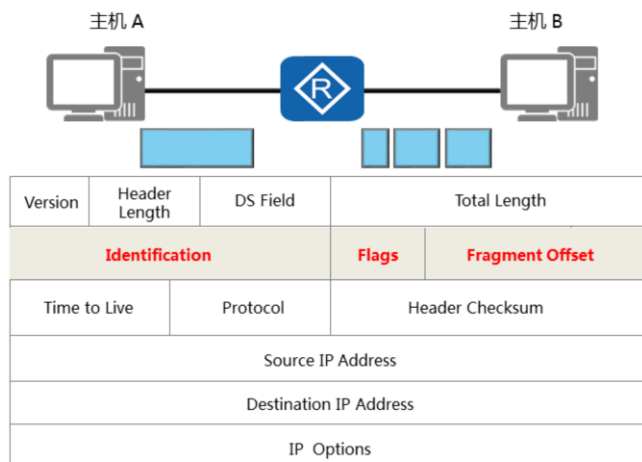 主机 A
主机 B
R
Version
Header
Length
DS Field
Total Length
Identification
Flags
Fragment Offset
Time to Live
Protocol
Header Checksum
Source IP Address
Destination IP Address
IP Options